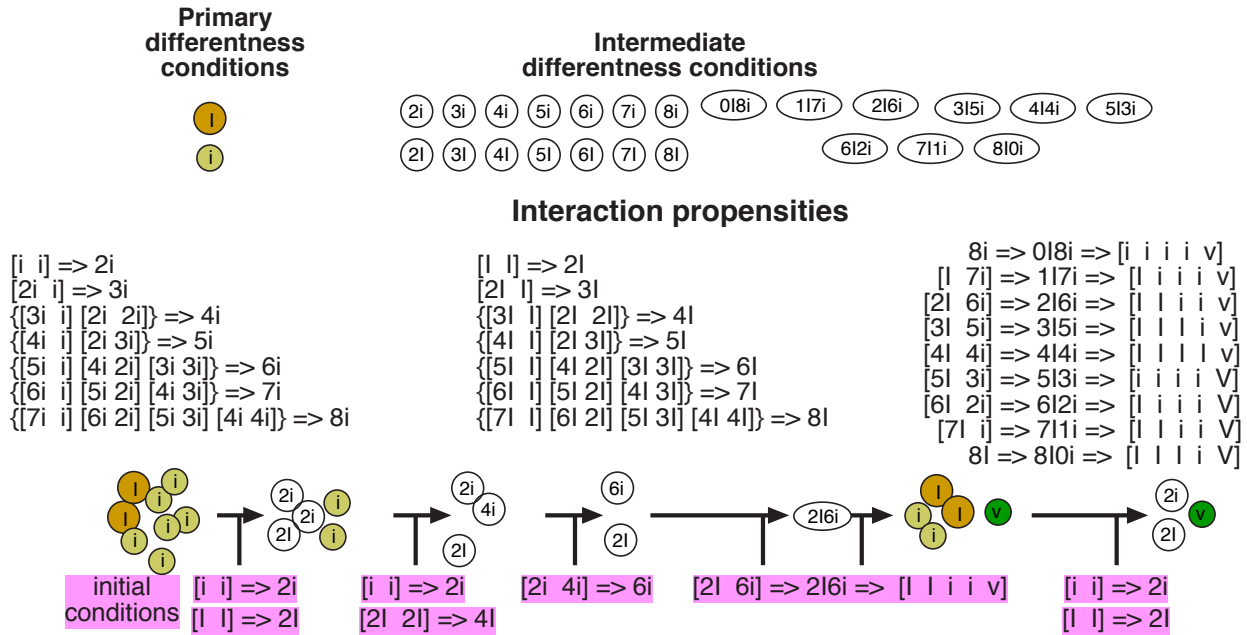 Primary
differentness
conditions
Intermediate
differentness conditions
I
i
2i 3i 4i 5i 6i 7i 8i
2I 3I 4I 5I 6I 7I 8I
0I8i 1I7i 2I6i 3I5i 4I4i 5I3i
6I2i 7I1i 8I0i
Interaction propensities
[i i] => 2i
[2i i] => 3i
{[3i i] [2i 2i]} => 4i
{[4i i] [2i 3i]} => 5i
{[5i i] [4i 2i] [3i 3i]} => 6i
{[6i i] [5i 2i] [4i 3i]} => 7i
{[7i i] [6i 2i] [5i 3i] [4i 4i]} => 8i
[I I] => 2I
[2I I] => 3I
{[3I I] [2I 2I]} => 4I
{[4I I] [2I 3I]} => 5I
{[5I I] [4I 2I] [3I 3I]} => 6I
{[6I I] [5I 2I] [4I 3I]} => 7I
{[7I I] [6I 2I] [5I 3I] [4I 4I]} => 8I
8i => 0I8i => [i i i i v]
[I 7i] => 1I7i => [I i i i v]
[2I 6i] => 2I6i => [I I i i v]
[3I 5i] => 3I5i => [I I I i v]
[4I 4i] => 4I4i => [I I I I v]
[5I 3i] => 5I3i => [i i i i V]
[6I 2i] => 6I2i => [I i i i V]
[7I i] => 7I1i => [I I i i V]
8I => 8I0i => [I I I i V]
I i
i
I i i
i
i
2i
2i i
2I i
2i
4i
2I
6i
2I
2I6i
I
i I v
i
2i
v
2I
initial
conditions
[i i] => 2i
[I I] => 2I
[i i] => 2i
[2I 2I] => 4I
[2i 4i] => 6i
[2I 6i] => 2I6i => [I I i i v]
[i i] => 2i
[I I] => 2I